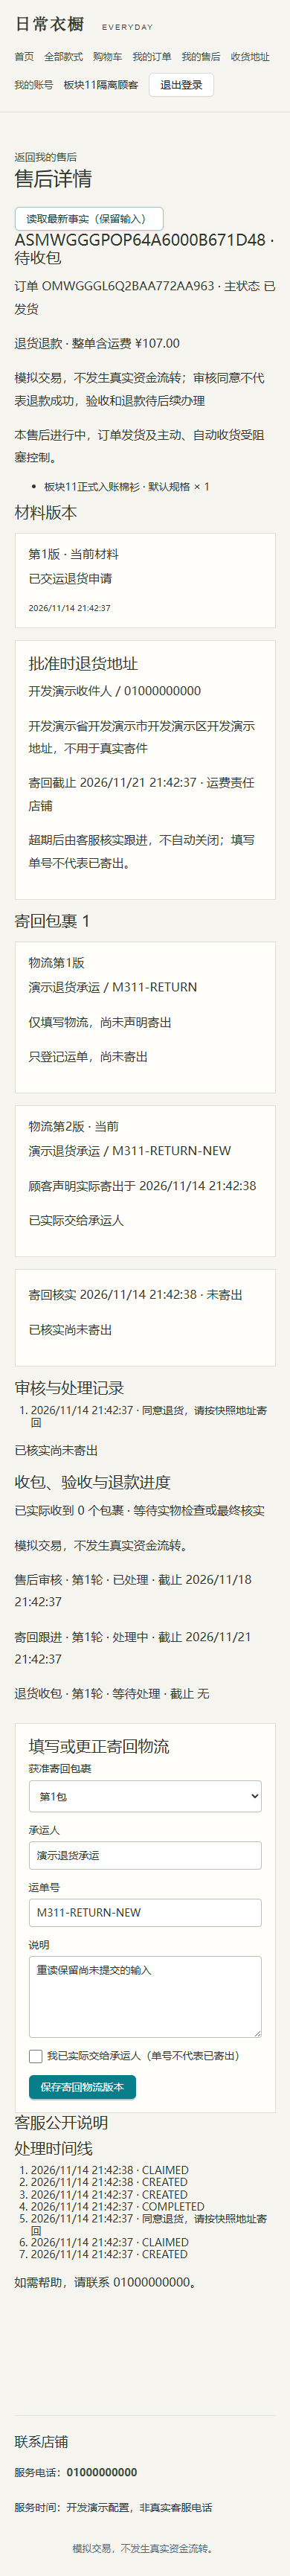 日常衣橱 EVERYDAY
首页 全部款式 购物车 我的订单 我的售后 收货地址
我的账号 板块11隔离顾客 退出登录
返回我的售后
售后详情
读取最新事实（保留输入）
ASMWGGGPOP64A6000B671D48 ·
待收包
订单 OMWGGGL6Q2BAA772AA963 · 主状态 已
发货
退货退款 · 整单含运费 ¥107.00
模拟交易，不发生真实资金流转；审核同意不代
表退款成功，验收和退款待后续办理
本售后进行中，订单发货及主动、自动收货受阻
塞控制。
• 板块11正式入账棉衫 · 默认规格 × 1
材料版本
第1版 · 当前材料
已交运退货申请
2026/11/14 21:42:37
批准时退货地址
开发演示收件人 / 01000000000
开发演示省开发演示市开发演示区开发演示
地址，不用于真实寄件
寄回截止 2026/11/21 21:42:37 · 运费责任
店铺
超期后由客服核实跟进，不自动关闭；填写
单号不代表已寄出。
寄回包裹 1
物流第1版
演示退货承运 / M311-RETURN
仅填写物流，尚未声明寄出
只登记运单，尚未寄出
物流第2版 · 当前
演示退货承运 / M311-RETURN-NEW
顾客声明实际寄出于 2026/11/14 21:42:38
已实际交给承运人
寄回核实 2026/11/14 21:42:38 · 未寄出
已核实尚未寄出
审核与处理记录
1. 2026/11/14 21:42:37 · 同意退货，请按快照地址寄
回
已核实尚未寄出
收包、验收与退款进度
已实际收到 0 个包裹 · 等待实物检查或最终核实
模拟交易，不发生真实资金流转。
售后审核 · 第1轮 · 已处理 · 截止 2026/11/18
21:42:37
寄回跟进 · 第1轮 · 处理中 · 截止 2026/11/21
21:42:37
退货收包 · 第1轮 · 等待处理 · 截止 无
填写或更正寄回物流
获准寄回包裹
第1包
承运人
演示退货承运
运单号
M311-RETURN-NEW
说明
重读保留尚未提交的输入
我已实际交给承运人（单号不代表已寄出）
保存寄回物流版本
客服公开说明
处理时间线
1. 2026/11/14 21:42:38 · CLAIMED
2. 2026/11/14 21:42:38 · CREATED
3. 2026/11/14 21:42:37 · CREATED
4. 2026/11/14 21:42:37 · COMPLETED
5. 2026/11/14 21:42:37 · 同意退货，请按快照地址寄
回
6. 2026/11/14 21:42:37 · CLAIMED
7. 2026/11/14 21:42:37 · CREATED
如需帮助，请联系 01000000000。
联系店铺
服务电话：01000000000
服务时间：开发演示配置，非真实客服电话
模拟交易，不发生真实资金流转。